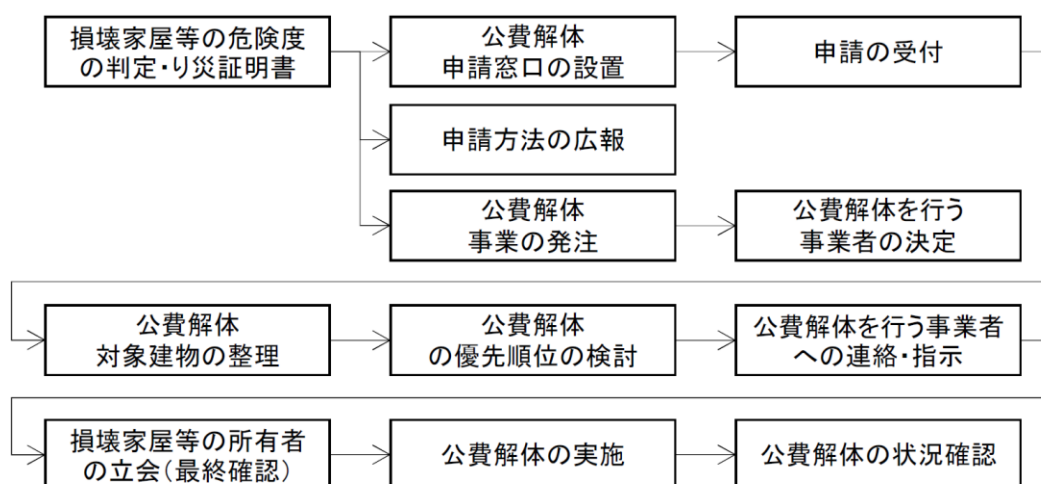 損壊家屋等の危険度
の判定・り災証明書
公費解体
申請窓口の設置
申請の受付
申請方法の広報
公費解体
事業の発注
公費解体を行う
事業者の決定
公費解体
対象建物の整理
公費解体
の優先順位の検討
公費解体を行う事業者
への連絡・指示
損壊家屋等の所有者
の立会(最終確認)
公費解体の実施
公費解体の状況確認